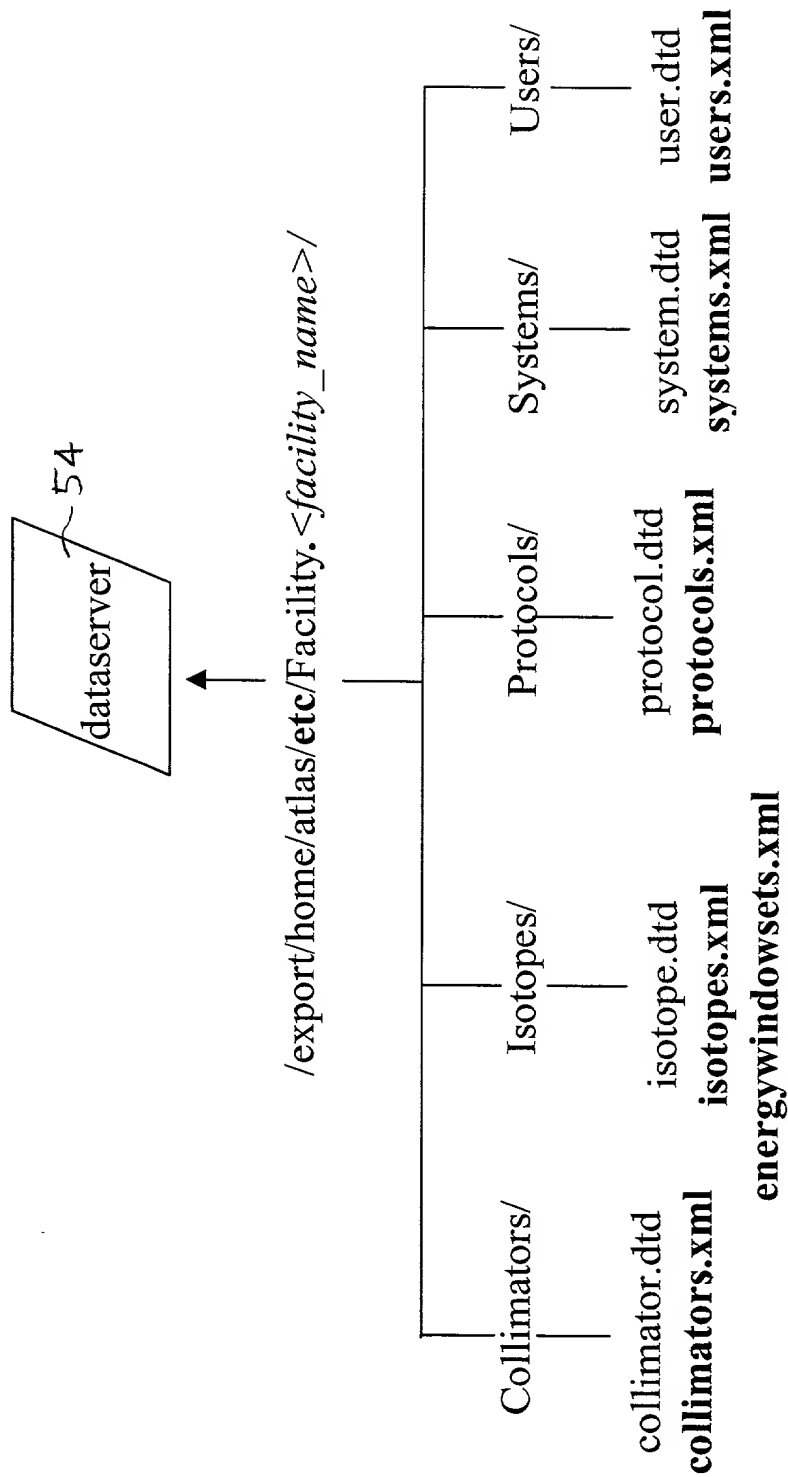 dataserver
54
/export/home/atlas/etc/Facility.<facility_name>/
Collimators/
collimator.dtd
collimators.xml
Isotopes/
isotope.dtd
isotopes.xml
energywindowsets.xml
Protocols/
protocol.dtd
protocols.xml
Systems/
system.dtd
systems.xml
Users/
user.dtd
users.xml